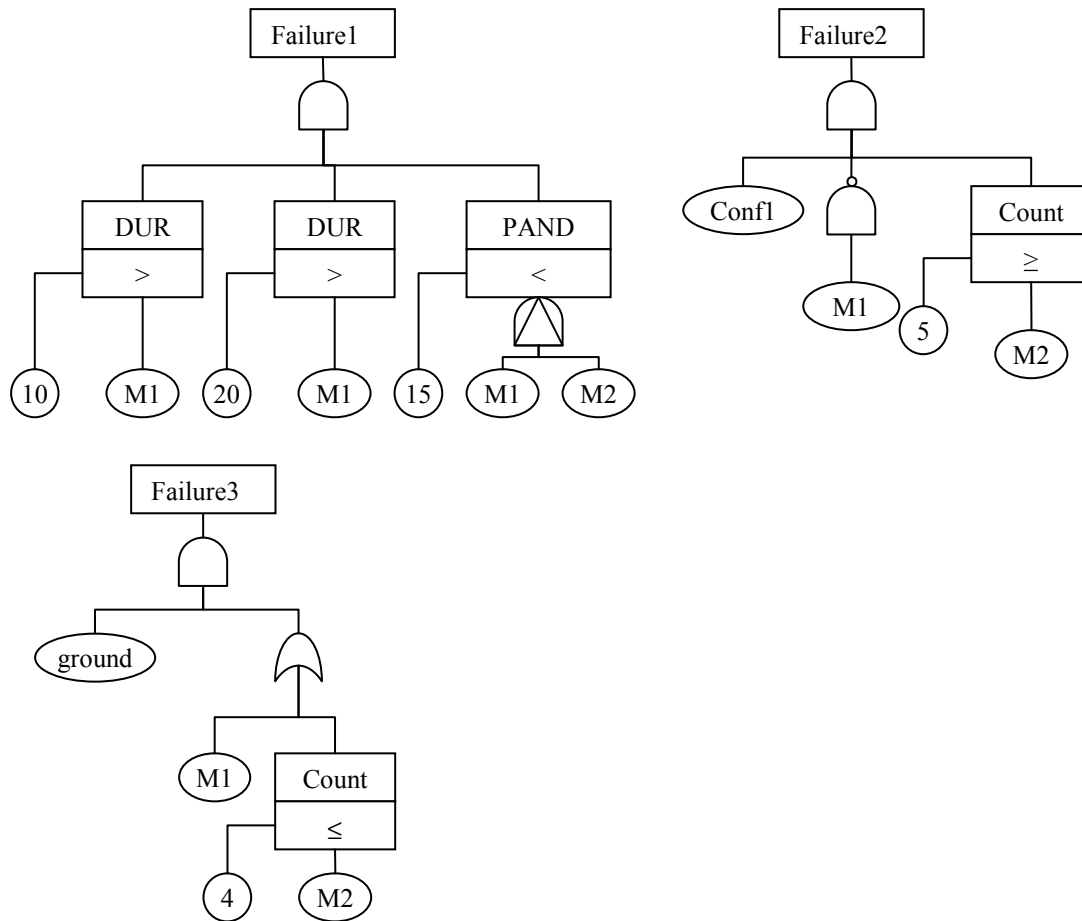 Failure1
DUR
>
10
M1
DUR
>
20
M1
PAND
<
15
M1
M2
Failure2
Conf1
M1
Count
≥
5
M2
Failure3
ground
M1
Count
≤
4
M2